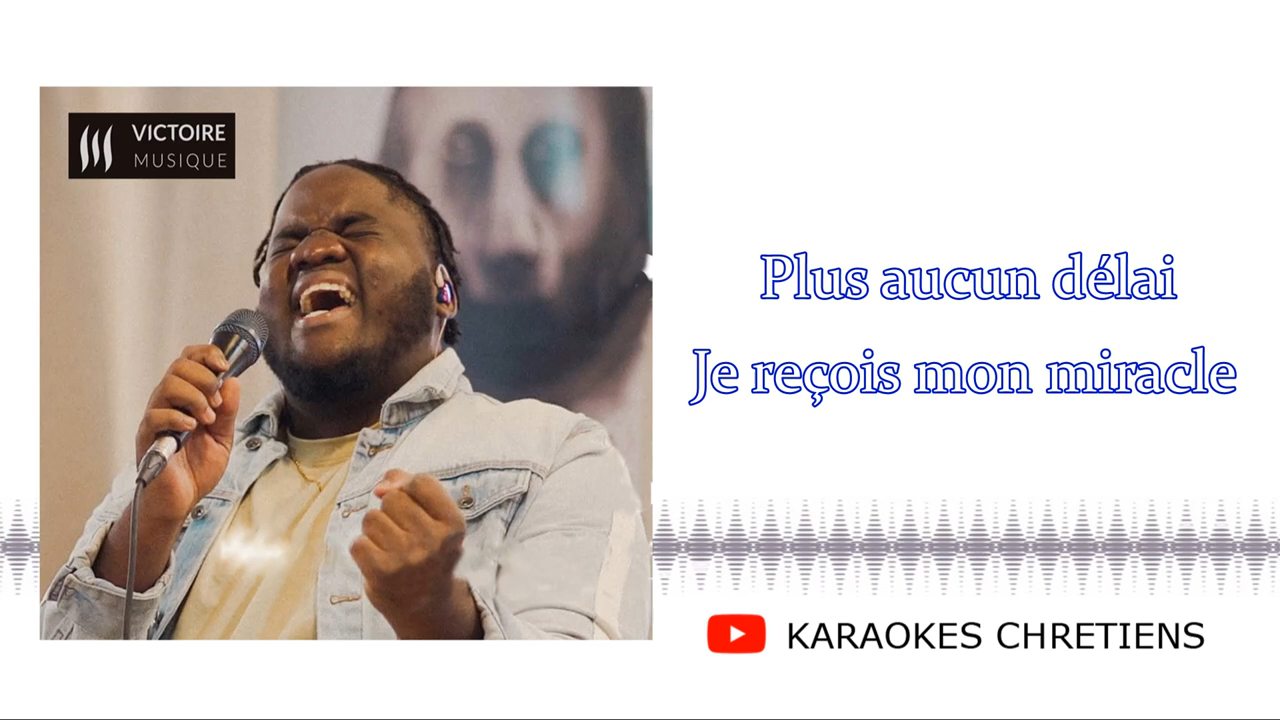 VICTOIRE
MUSIQUE
Plus aucun délai
Je reçois mon miracle
KARAOKES CHRETIENS